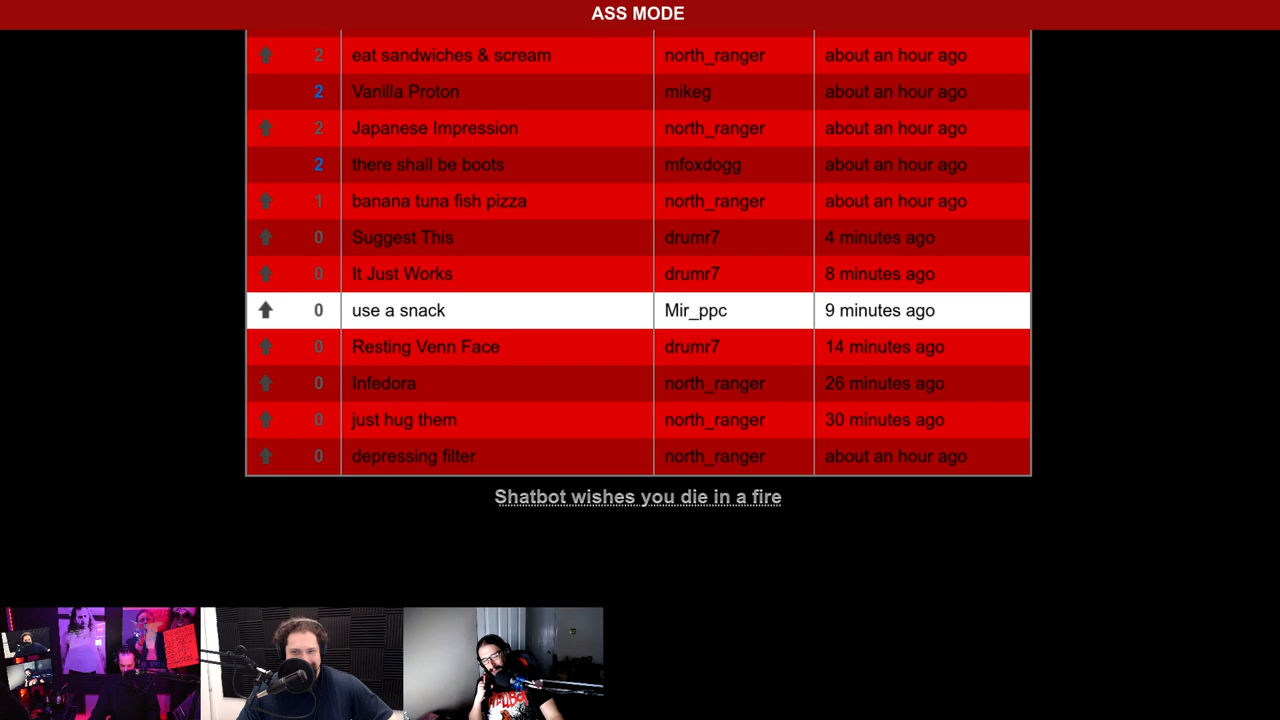 ASS MODE
2 eat sandwiches & scream north_ranger about an hour ago
2 Vanilla Proton mikeg about an hour ago
2 Japanese Impression north_ranger about an hour ago
2 there shall be boots mfoxdogg about an hour ago
1 banana tuna fish pizza north_ranger about an hour ago
0 Suggest This drumr7 4 minutes ago
0 It Just Works drumr7 8 minutes ago
0 use a snack Mir_ppc 9 minutes ago
0 Resting Venn Face drumr7 14 minutes ago
0 Infedora north_ranger 26 minutes ago
0 just hug them north_ranger 30 minutes ago
0 depressing filter north_ranger about an hour ago
Shatbot wishes you die in a fire